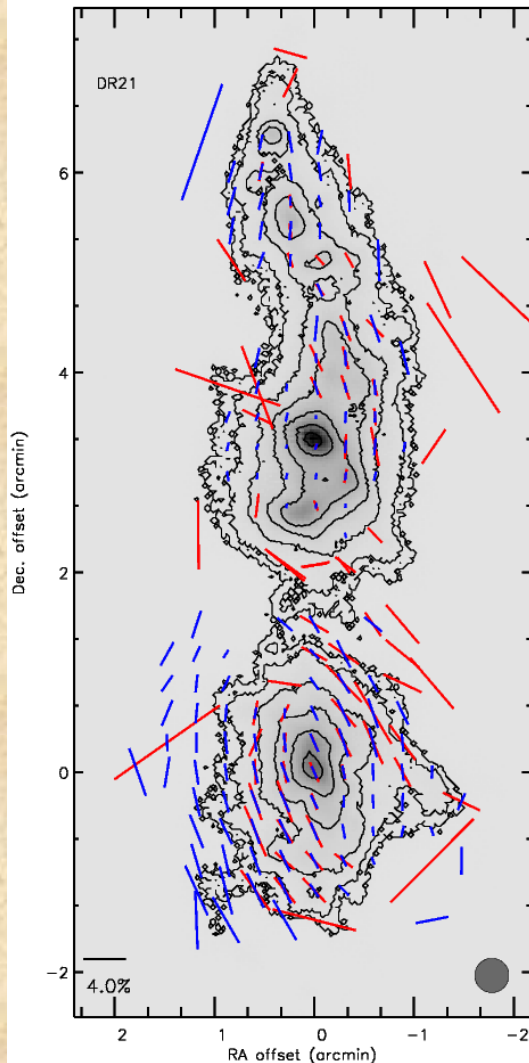 DR21
6
4
2
0
−2
Dec. offset (arcmin)
4.0%
2 1 0 -1 -2
RA offset (arcmin)